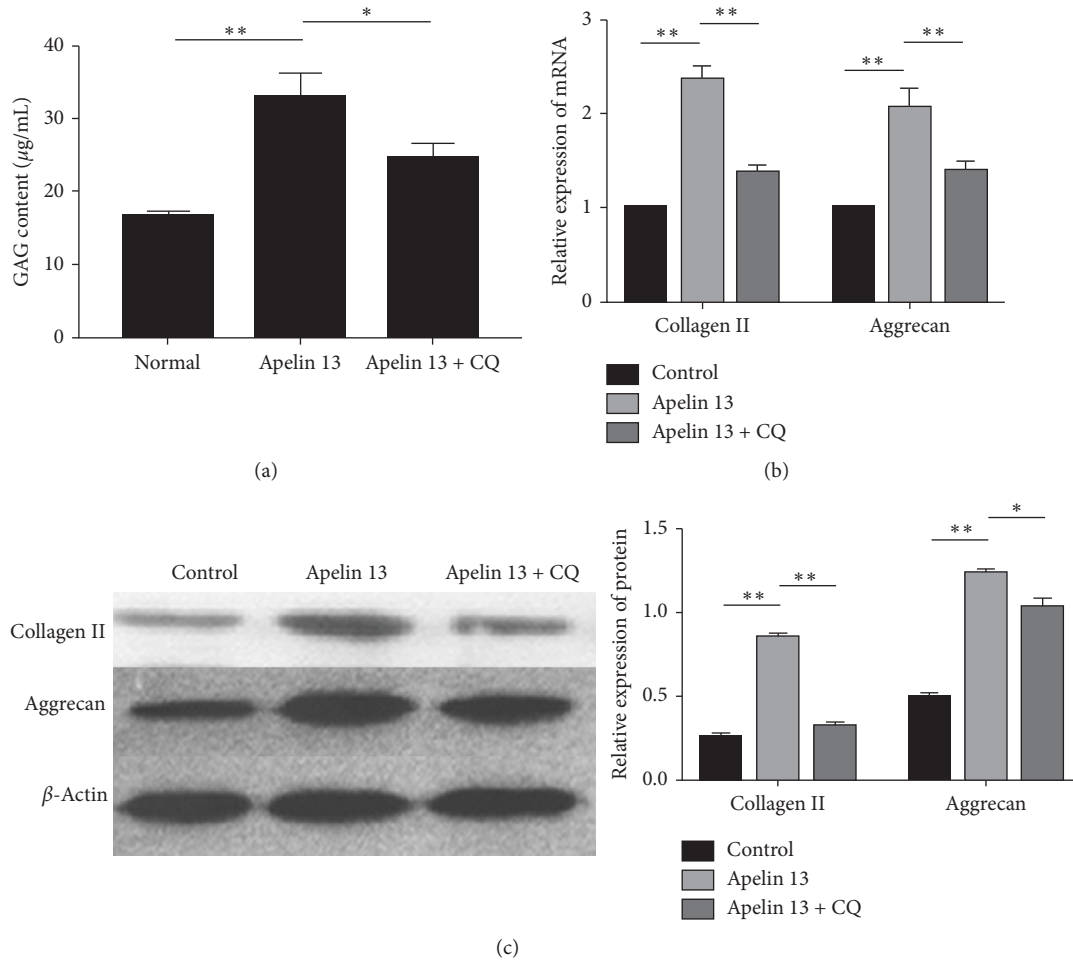 **
*
40
30
20
10
0
GAG content (μg/mL)
Normal
Apelin 13
Apelin 13 + CQ
(a)
**
**
**
**
3
2
1
0
Relative expression of mRNA
Collagen II
Aggrecan
Control
Apelin 13
Apelin 13 + CQ
(b)
Control
Apelin 13
Apelin 13 + CQ
Collagen II
Aggrecan
β-Actin
**
**
**
*
1.5
1.0
0.5
0.0
Relative expression of protein
Collagen II
Aggrecan
Control
Apelin 13
Apelin 13 + CQ
(c)